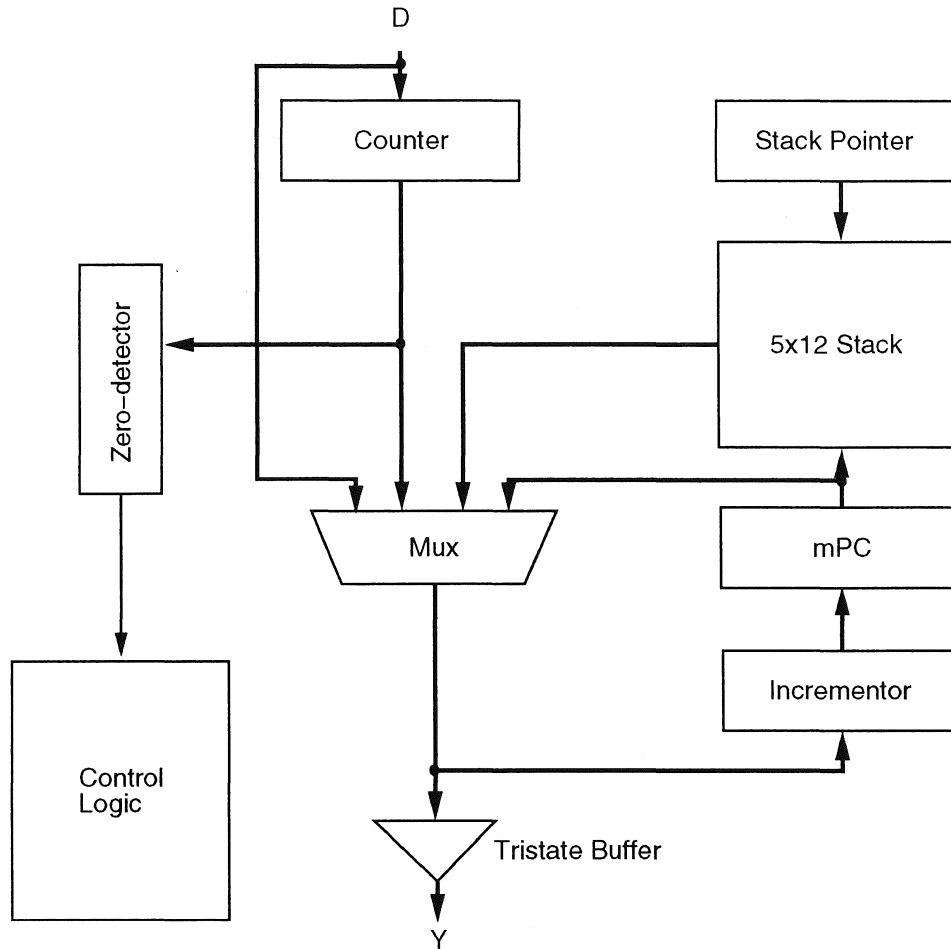 D
Counter
Stack Pointer
Zero-detector
5x12 Stack
Mux
mPC
Incrementor
Control
Logic
Tristate Buffer
Y